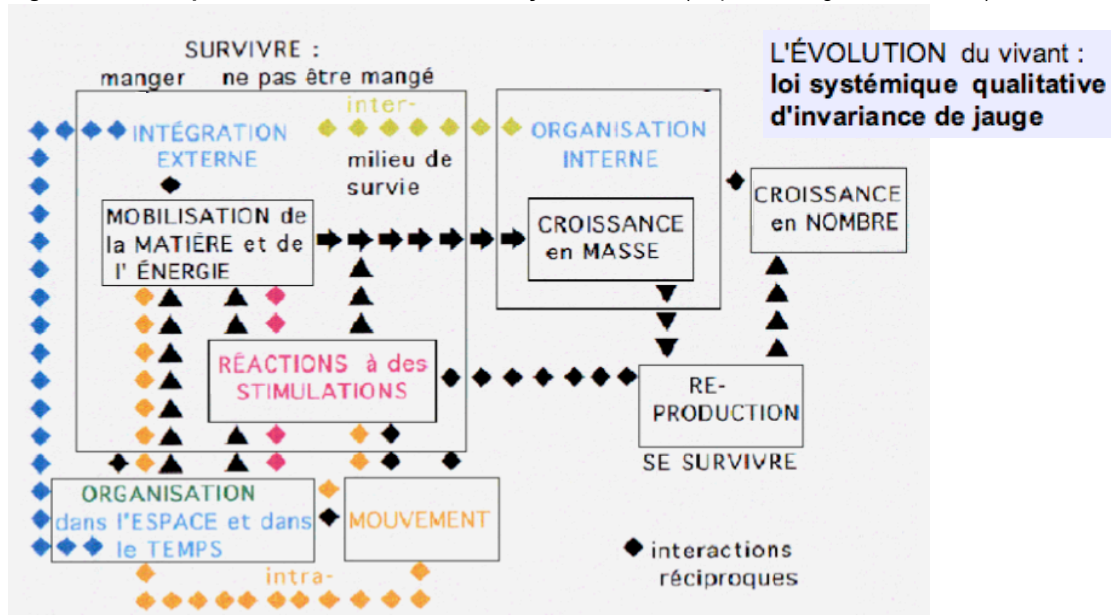 SURVIVRE :
manger ne pas être mangé
L'ÉVOLUTION du vivant :
loi systémique qualitative
d'invariance de jauge
inter-
INTÉGRATION
EXTERNE
milieu de
survie
ORGANISATION
INTERNE
MOBILISATION de
la MATIÈRE et de
l' ÉNERGIE
CROISSANCE
en MASSE
CROISSANCE
en NOMBRE
RÉACTIONS à des
STIMULATIONS
RE-
PRODUCTION
SE SURVIVRE
ORGANISATION
dans l'ESPACE et dans
le TEMPS
MOUVEMENT
intra-
interactions
réciproques